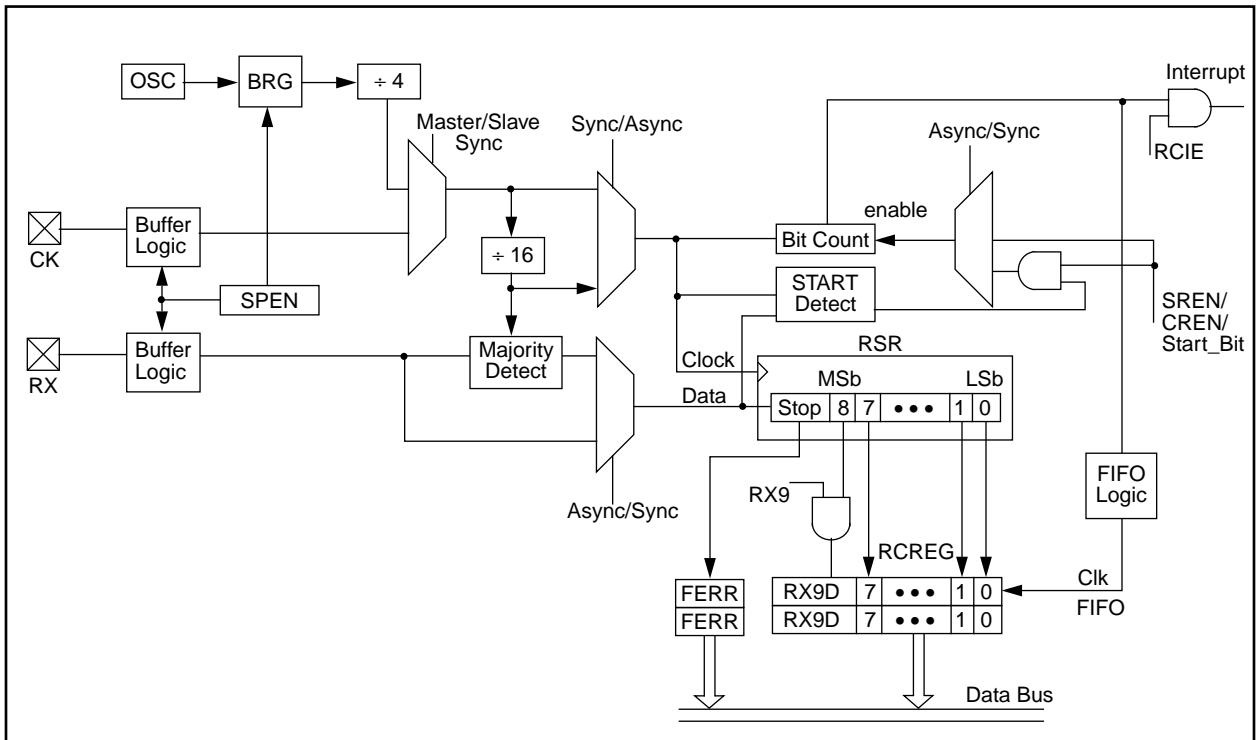 OSC
BRG
÷ 4
Interrupt
Master/Slave
Sync
Sync/Async
Async/Sync
RCIE
CK
Buffer
Logic
÷ 16
Bit Count
enable
SPEN
START
Detect
SREN/
CREN/
Start_Bit
RX
Buffer
Logic
Majority
Detect
Clock
RSR
MSb
LSb
Data
Stop 8 7 ••• 1 0
Async/Sync
RX9
FIFO
Logic
RCREG
FERR
RX9D 7 ••• 1 0
Clk
FIFO
FERR
RX9D 7 ••• 1 0
Data Bus